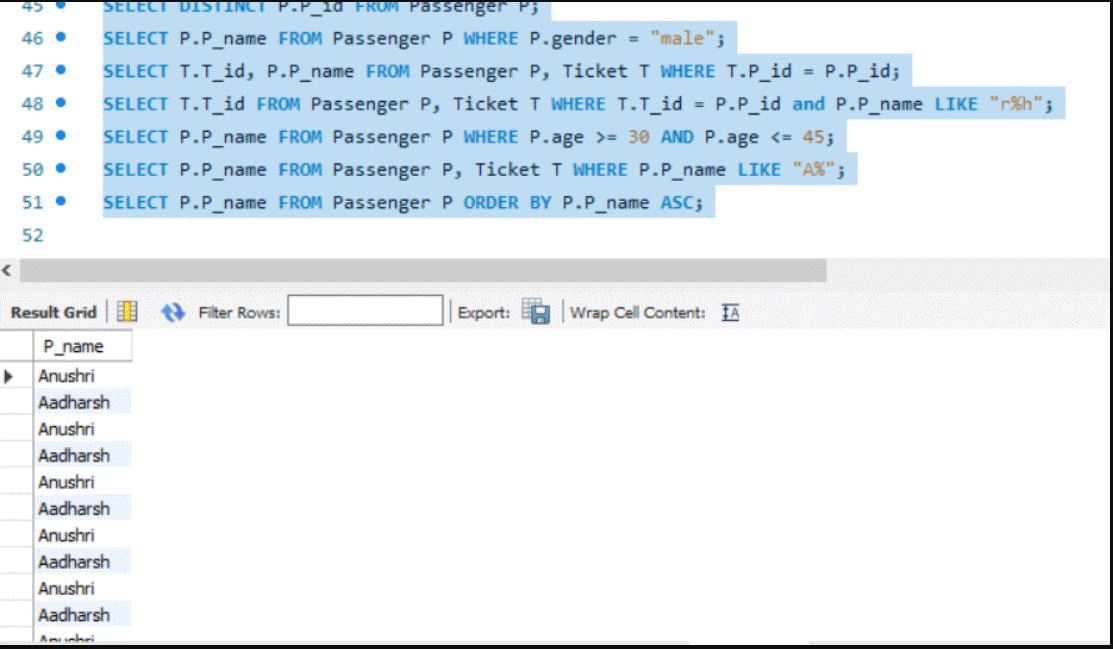 45 SELECT DISTINCT P.P_id FROM Passenger P;
46 SELECT P.P_name FROM Passenger P WHERE P.gender = "male";
47 SELECT T.T_id, P.P_name FROM Passenger P, Ticket T WHERE T.P_id = P.P_id;
48 SELECT T.T_id FROM Passenger P, Ticket T WHERE T.T_id = P.P_id and P.P_name LIKE "r%h";
49 SELECT P.P_name FROM Passenger P WHERE P.age >= 30 AND P.age <= 45;
50 SELECT P.P_name FROM Passenger P, Ticket T WHERE P.P_name LIKE "A%";
51 SELECT P.P_name FROM Passenger P ORDER BY P.P_name ASC;
52
Result Grid Filter Rows: Export: Wrap Cell Content: IA
P_name
Anushri
Aadharsh
Anushri
Aadharsh
Anushri
Aadharsh
Anushri
Aadharsh
Anushri
Aadharsh
Anushri